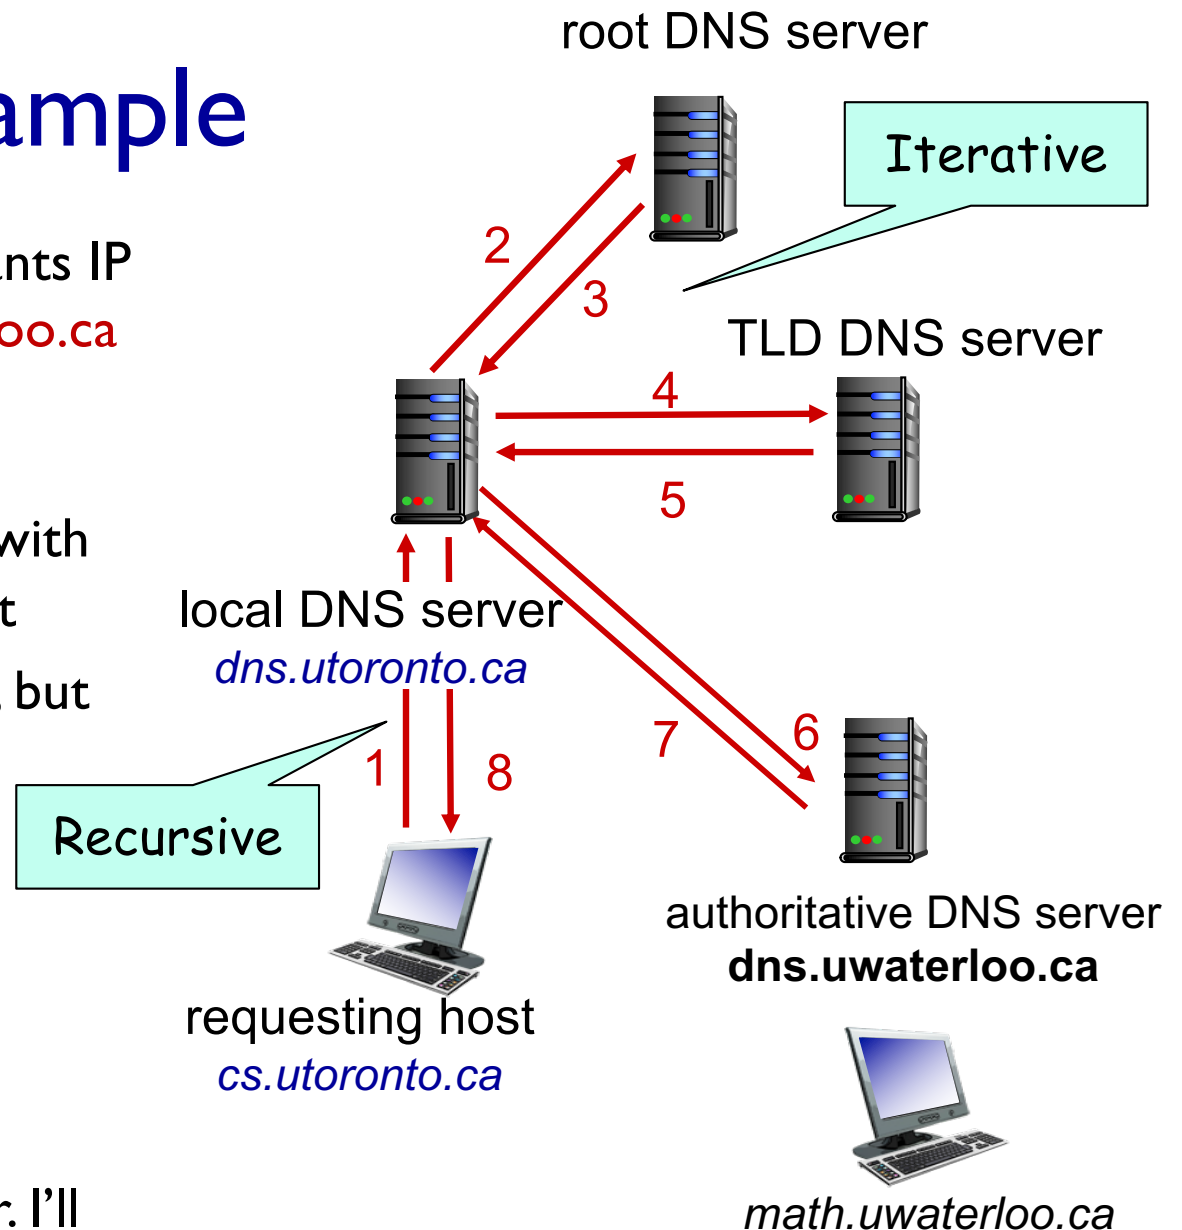 root DNS server
ample
Iterative
ants IP
oo.ca
2
3
TLD DNS server
4
5
with
t
but
local DNS server
dns.utoronto.ca
1
8
7
6
Recursive
authoritative DNS server
dns.uwaterloo.ca
requesting host
cs.utoronto.ca
r. I'll
math.uwaterloo.ca